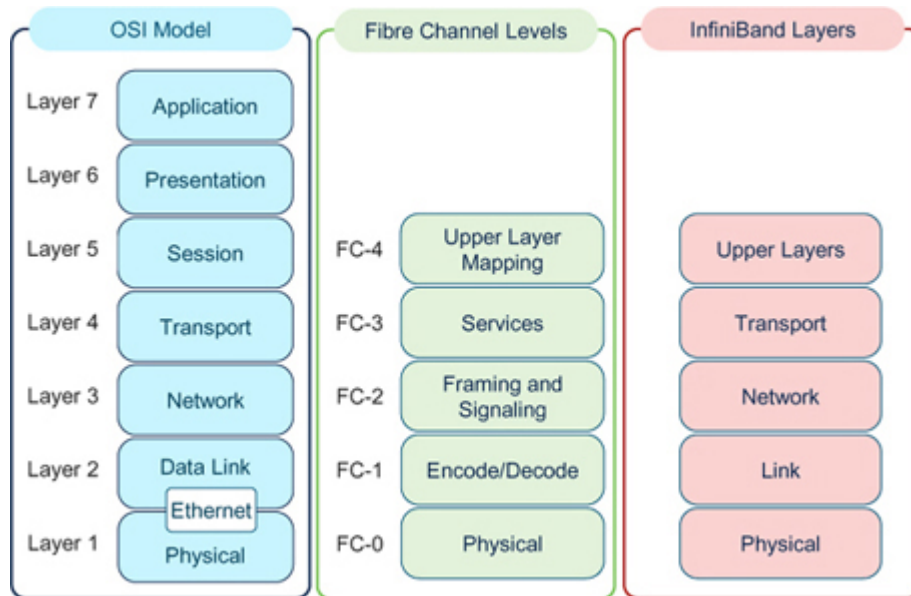 OSI Model
Layer 7
Application
Layer 6
Presentation
Layer 5
Session
Layer 4
Transport
Layer 3
Network
Layer 2
Data Link
Ethernet
Layer 1
Physical
Fibre Channel Levels
FC-4
Upper Layer
Mapping
FC-3
Services
FC-2
Framing and
Signaling
FC-1
Encode/Decode
FC-0
Physical
InfiniBand Layers
Upper Layers
Transport
Network
Link
Physical